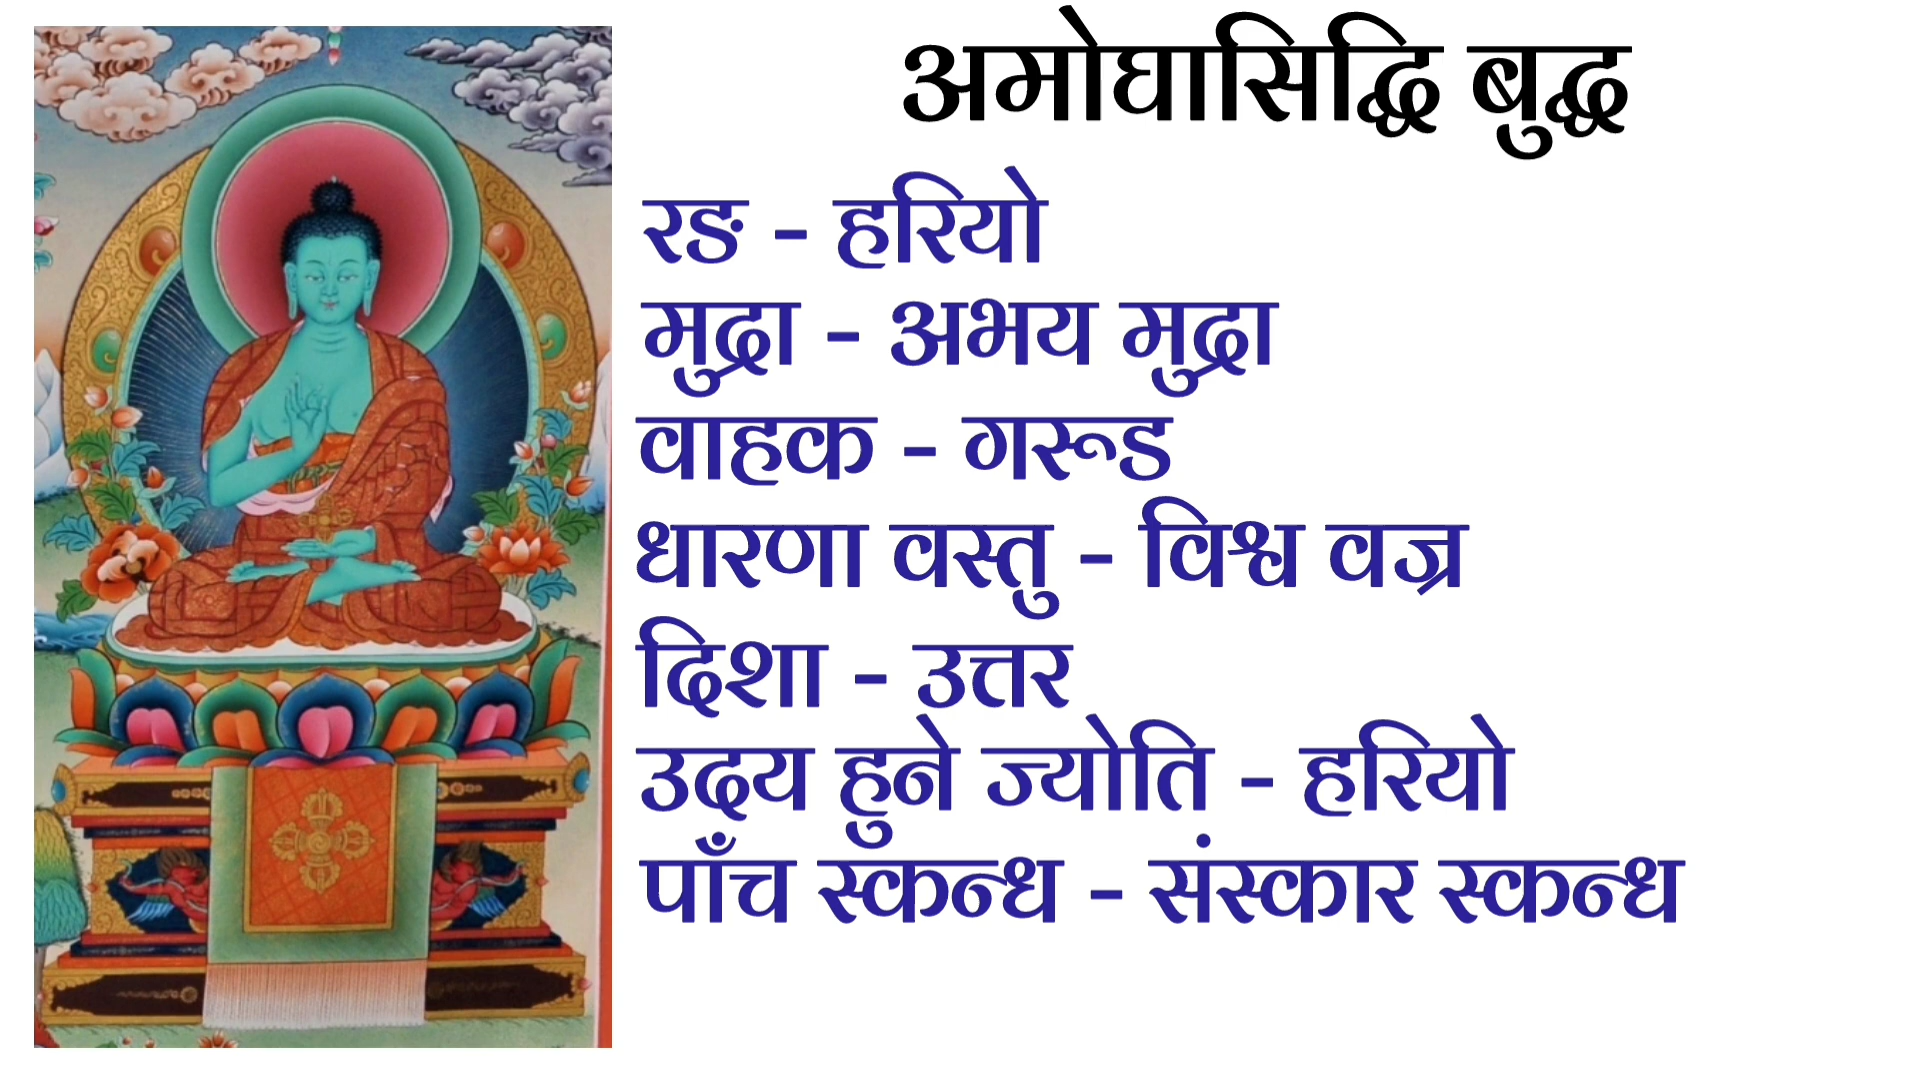 अमोघासिद्धि बुद्ध
रङ - हरियो
मुद्रा - अभय मुद्रा
वाहक - गरूड
धारणा वस्तु - विश्व वज्र
दिशा - उत्तर
उदय हुने ज्योति - हरियो
पाँच स्कन्ध - संस्कार स्कन्ध